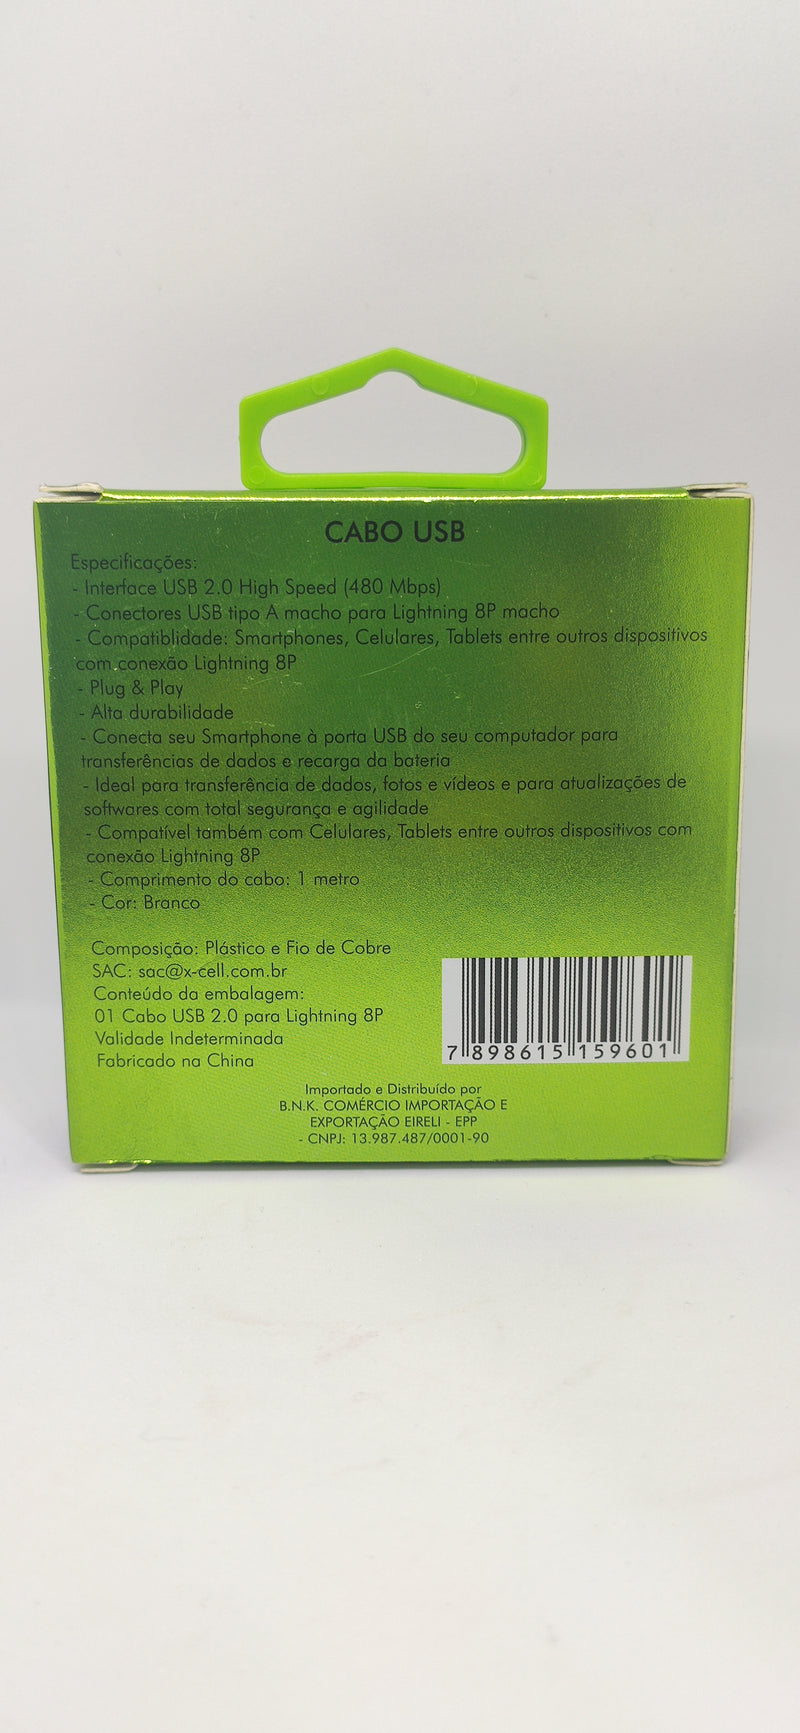 CABO USB
Especificações:
- Interface USB 2.0 High Speed (480 Mbps)
- Conectores USB tipo A macho para Lightning 8P macho
- Compatiblidade: Smartphones, Celulares, Tablets entre outros dispositivos
com conexão Lightning 8P
- Plug & Play
- Alta durabilidade
- Conecta seu Smartphone à porta USB do seu computador para
transferências de dados e recarga da bateria
- Ideal para transferência de dados, fotos e vídeos e para atualizações de
softwares com total segurança e agilidade
- Compatível também com Celulares, Tablets entre outros dispositivos com
conexão Lightning 8P
- Comprimento do cabo: 1 metro
- Cor: Branco
Composição: Plástico e Fio de Cobre
SAC: sac@x-cell.com.br
Conteúdo da embalagem:
01 Cabo USB 2.0 para Lightning 8P
Validade Indeterminada
Fabricado na China
7 898615 159601
Importado e Distribuído por
B.N.K. COMÉRCIO IMPORTAÇÃO E
EXPORTAÇÃO EIRELI - EPP
- CNPJ: 13.987.487/0001-90